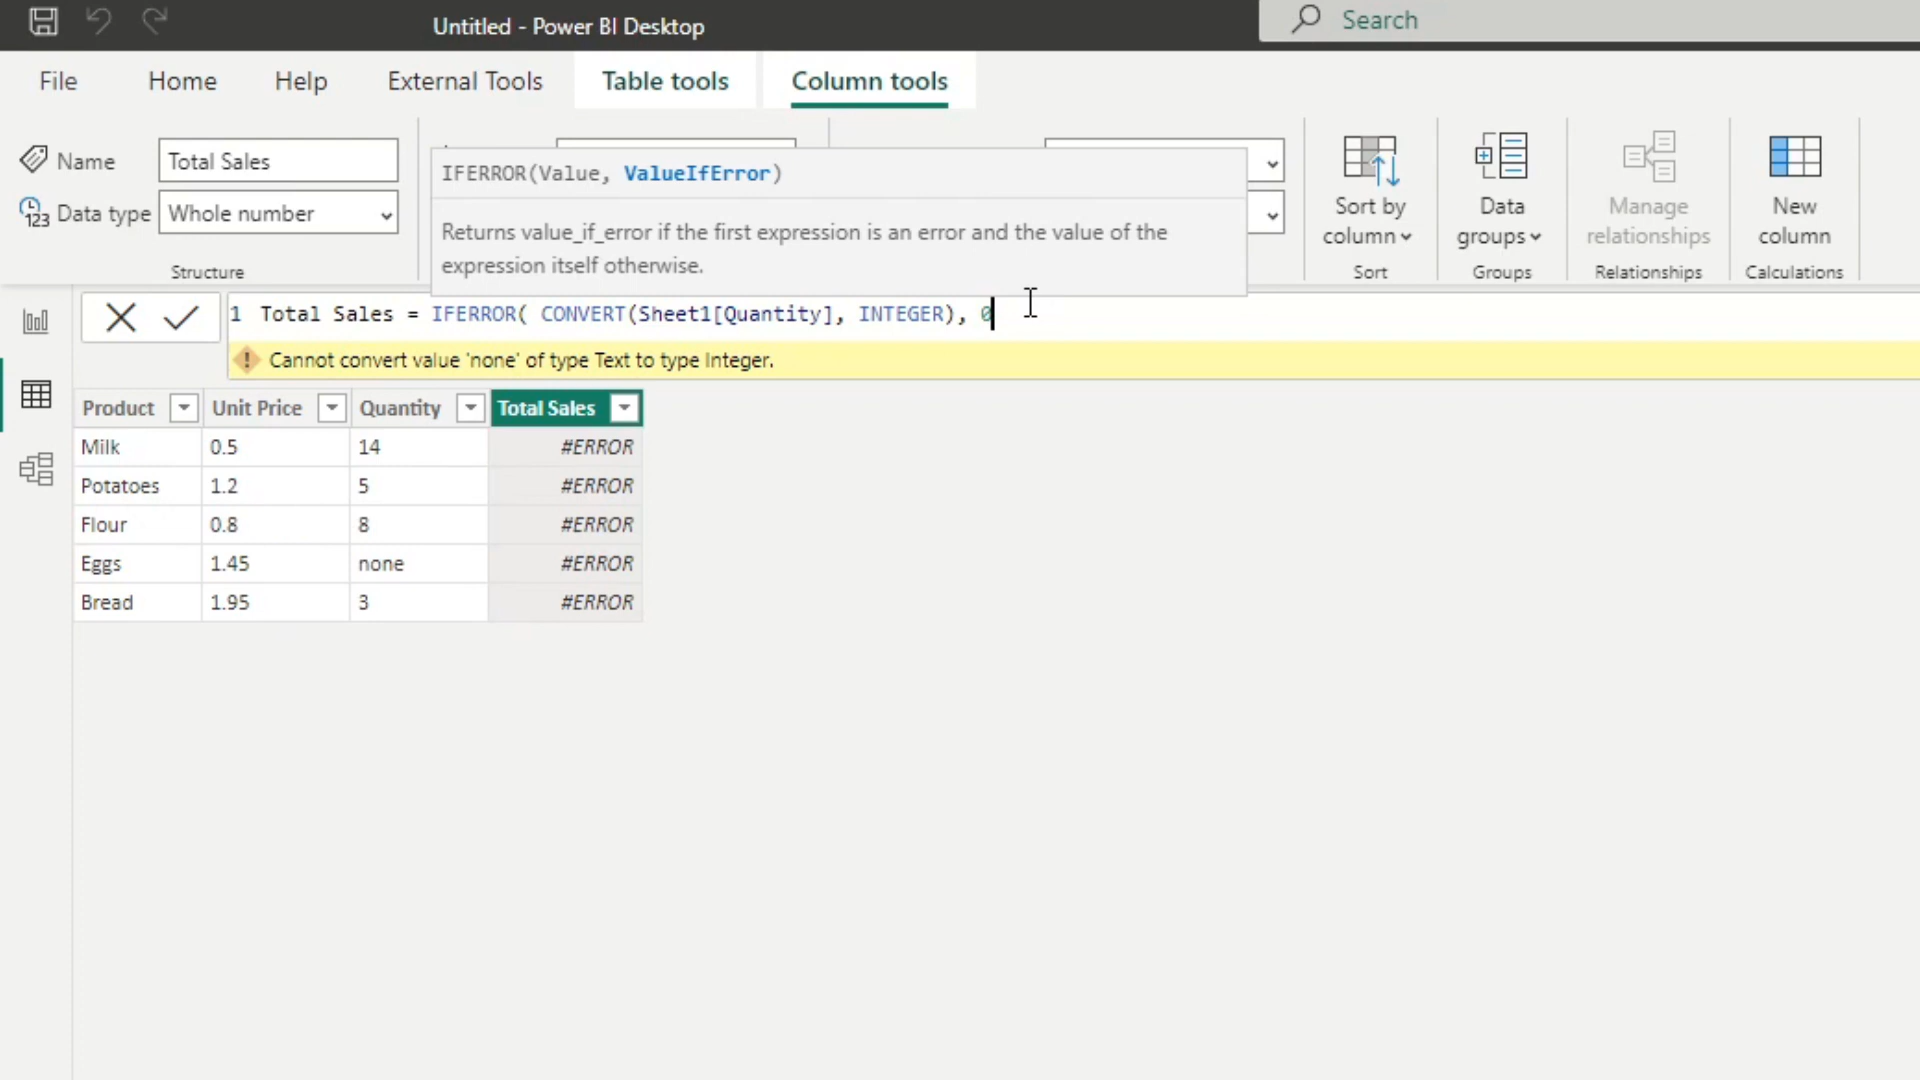 Untitled - Power BI Desktop
Search
File Home Help External Tools Table tools Column tools
Name Total Sales
123 Data type Whole number
Structure
IFERROR(Value, ValueIfError)
Returns value_if_error if the first expression is an error and the value of the
expression itself otherwise.
Sort by
column
Sort
Data
groups
Groups
Manage
relationships
Relationships
New
column
Calculations
1 Total Sales = IFERROR( CONVERT(Sheet1[Quantity], INTEGER), 0
Cannot convert value 'none' of type Text to type Integer.
Product Unit Price Quantity Total Sales
Milk 0.5 14 #ERROR
Potatoes 1.2 5 #ERROR
Flour 0.8 8 #ERROR
Eggs 1.45 none #ERROR
Bread 1.95 3 #ERROR